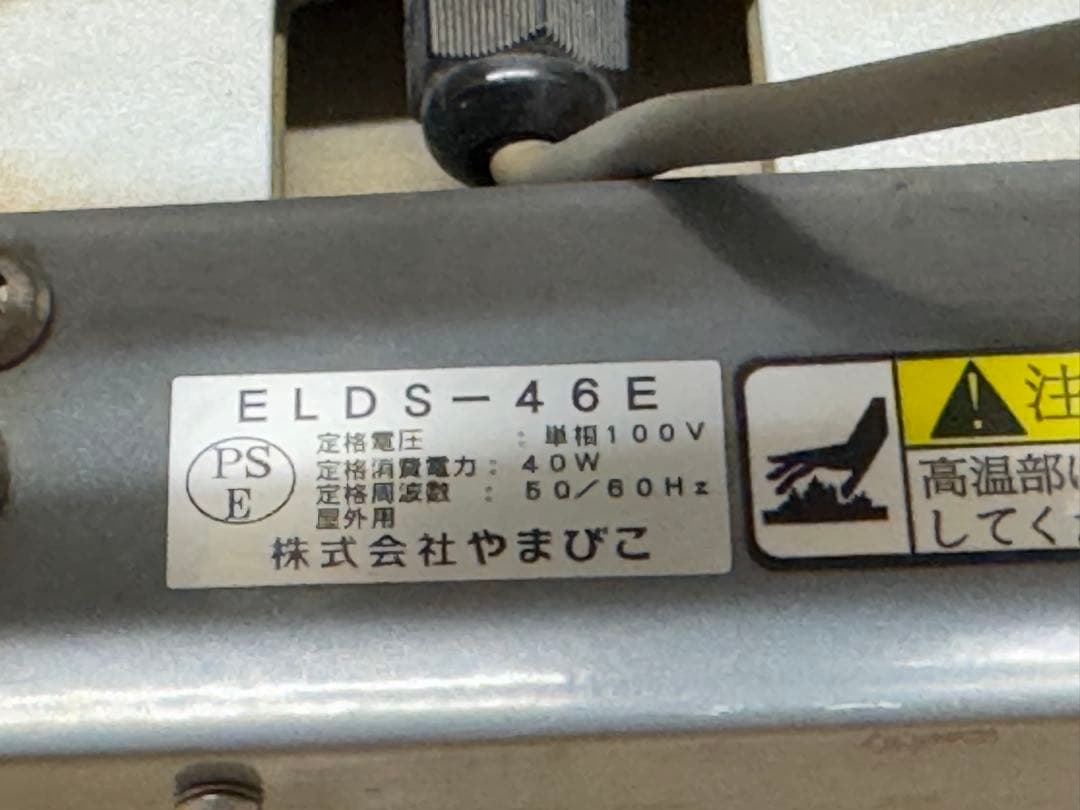 ELDS－46E
PS
E
定格電圧　：単相100V
定格消費電力：40W
定格周波数　：50/60Hz
屋外用
株式会社やまびこ
注
高温部に
してくだ